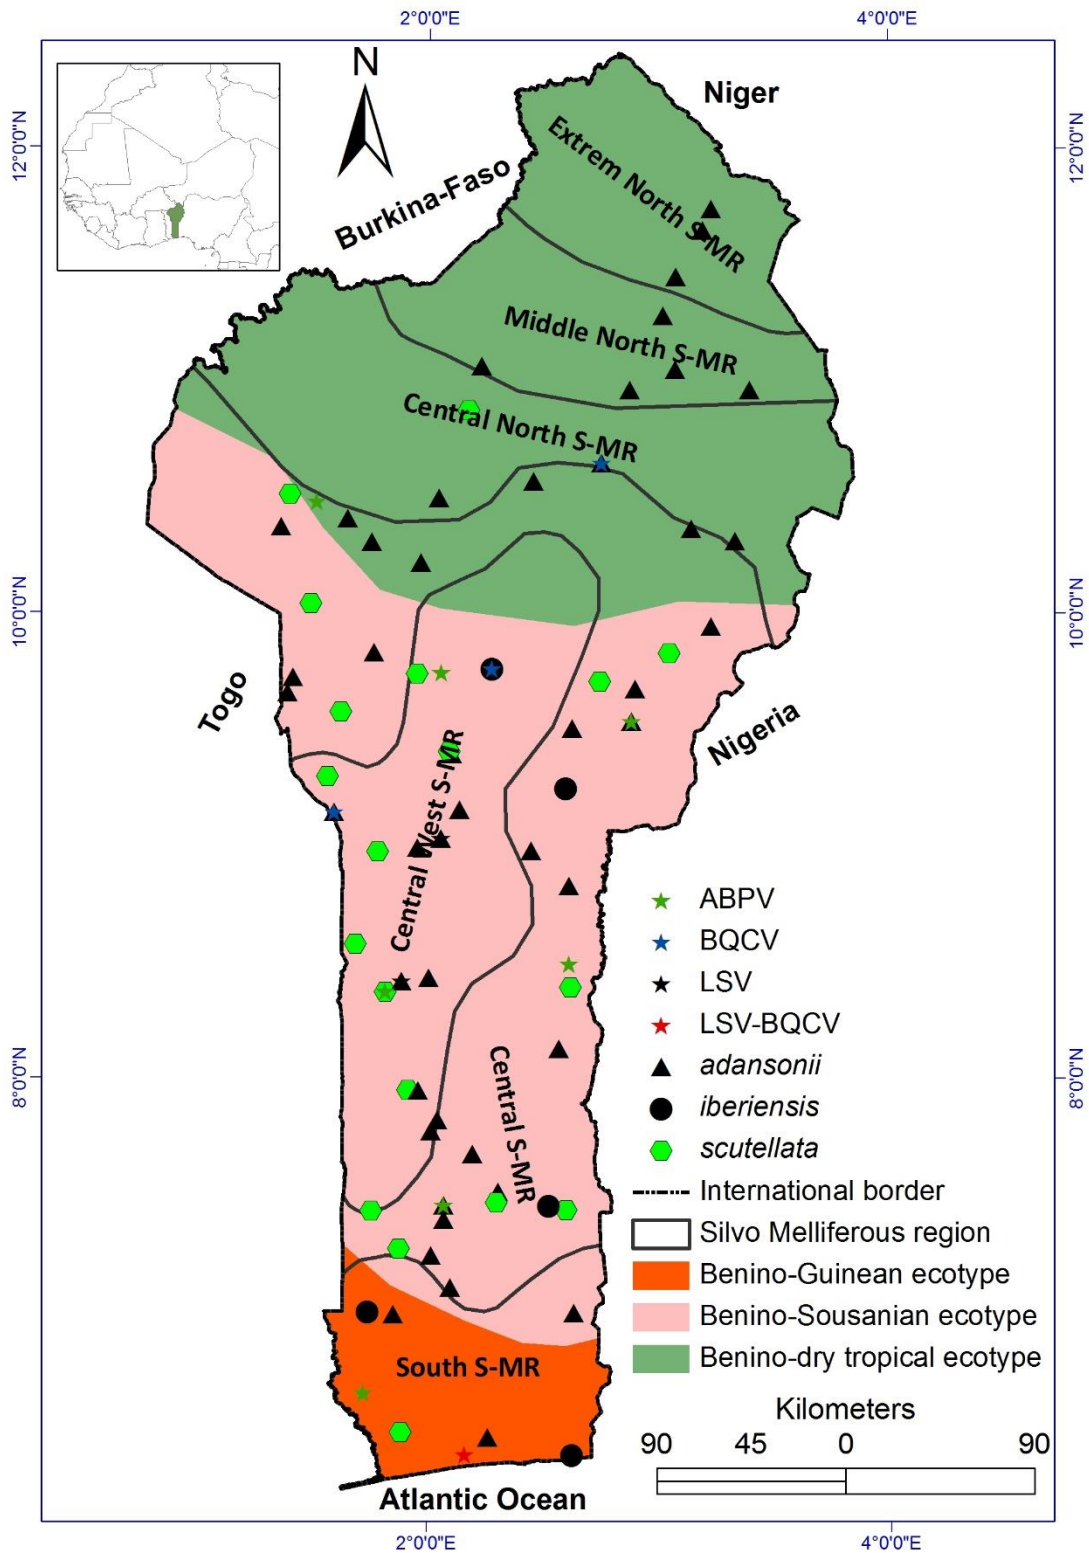 2°0'0"E
4°0'0"E
N
Niger
12°0'0"N
12°0'0"N
Burkina-Faso
Extrem North S-MR
Middle North S-MR
Central North S-MR
10°0'0"N
10°0'0"N
Togo
Nigeria
Central West S-MR
ABPV
BQCV
LSV
LSV-BQCV
adansonii
8°0'0"N
8°0'0"N
Central S-MR
iberiensis
scutellata
International border
Silvo Melliferous region
Benino-Guinean ecotype
Benino-Sousanian ecotype
Benino-dry tropical ecotype
South S-MR
Kilometers
90 45 0 90
Atlantic Ocean
2°0'0"E
4°0'0"E